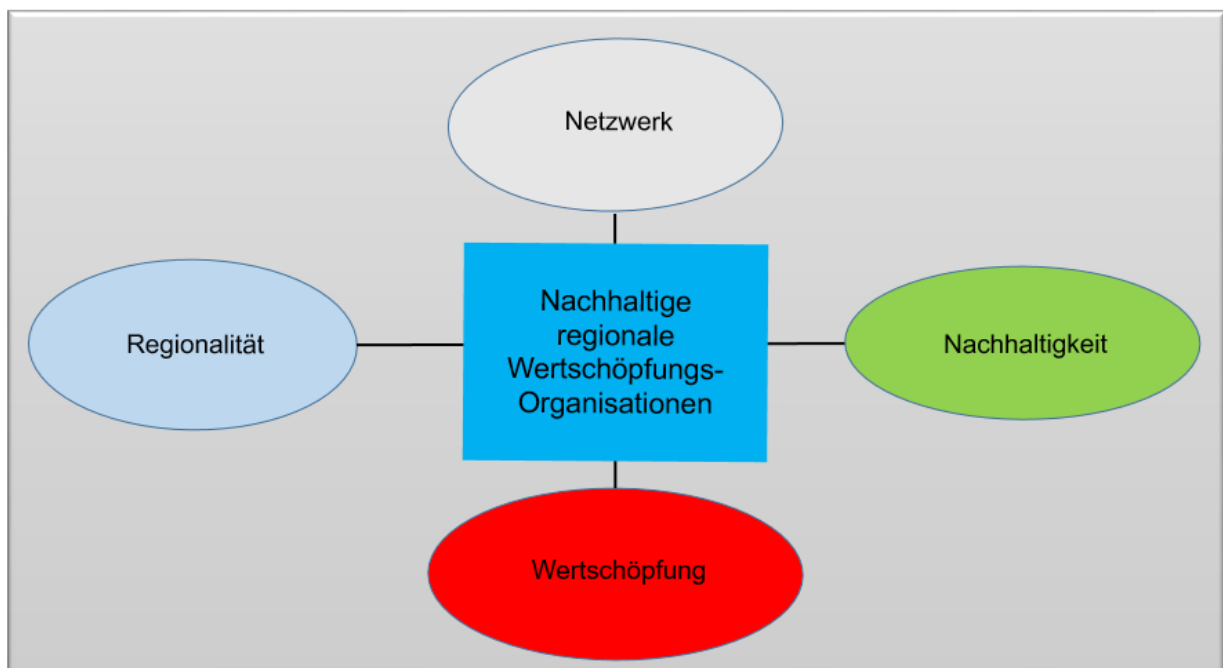 Netzwerk
Regionalität
Nachhaltige
regionale
Wertschöpfungs-
Organisationen
Nachhaltigkeit
Wertschöpfung